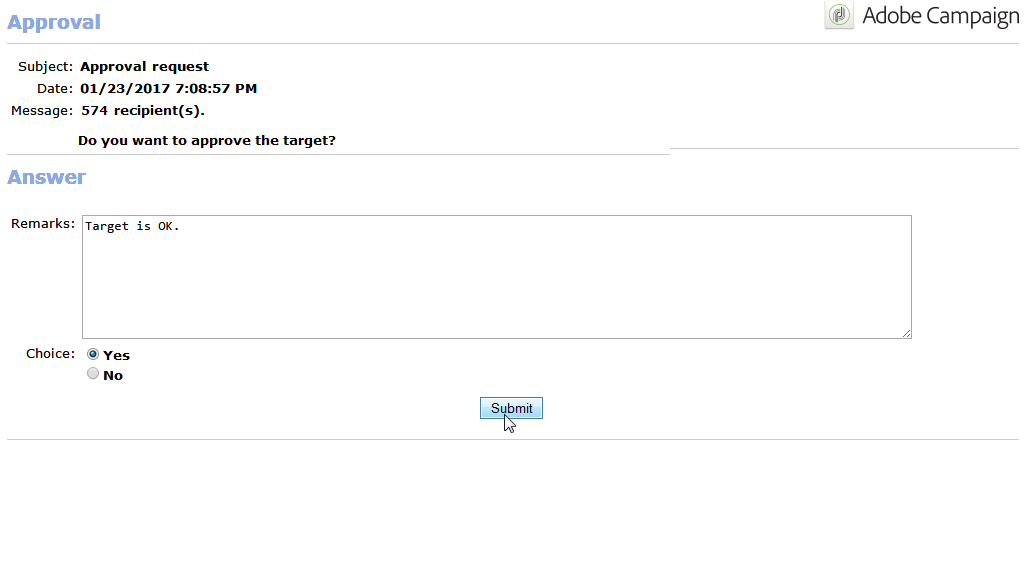 Approval
Adobe Campaign
Subject: Approval request
Date: 01/23/2017 7:08:57 PM
Message: 574 recipient(s).
Do you want to approve the target?
Answer
Remarks: Target is OK.
Choice: Yes
No
Submit